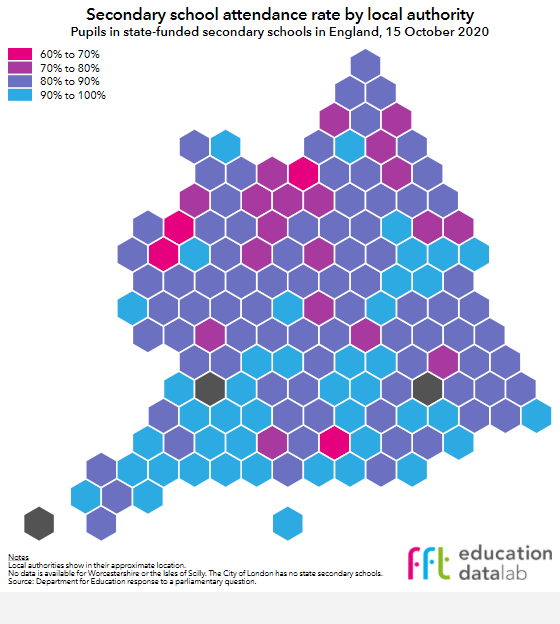 Secondary school attendance rate by local authority
Pupils in state-funded secondary schools in England, 15 October 2020
60% to 70%
70% to 80%
80% to 90%
90% to 100%
Notes
Local authorities show in their approximate location.
No data is available for Worcestershire or the Isles of Scilly. The City of London has no state secondary schools.
Source: Department for Education response to a parliamentary question.
fft education
datalab